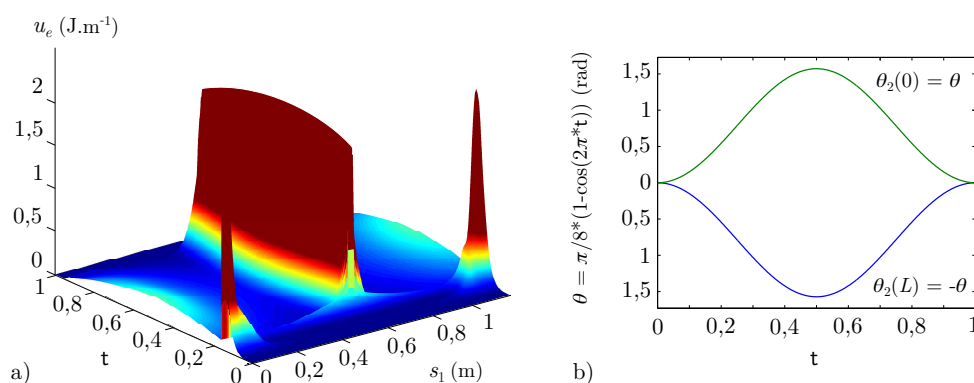 u_e (J.m⁻¹)
2
1,5
1
0,5
0
1
0,8
0,6
0,4
0,2
0
t
0
0,2
0,4
0,6
0,8
1
s_1 (m)
a)
θ = π/8*(1-cos(2π*t)) (rad)
1,5
1
0,5
0
0,5
1
1,5
θ_2(0) = θ
θ_2(L) = -θ
0 0,2 0,4 0,6 0,8 1
t
b)